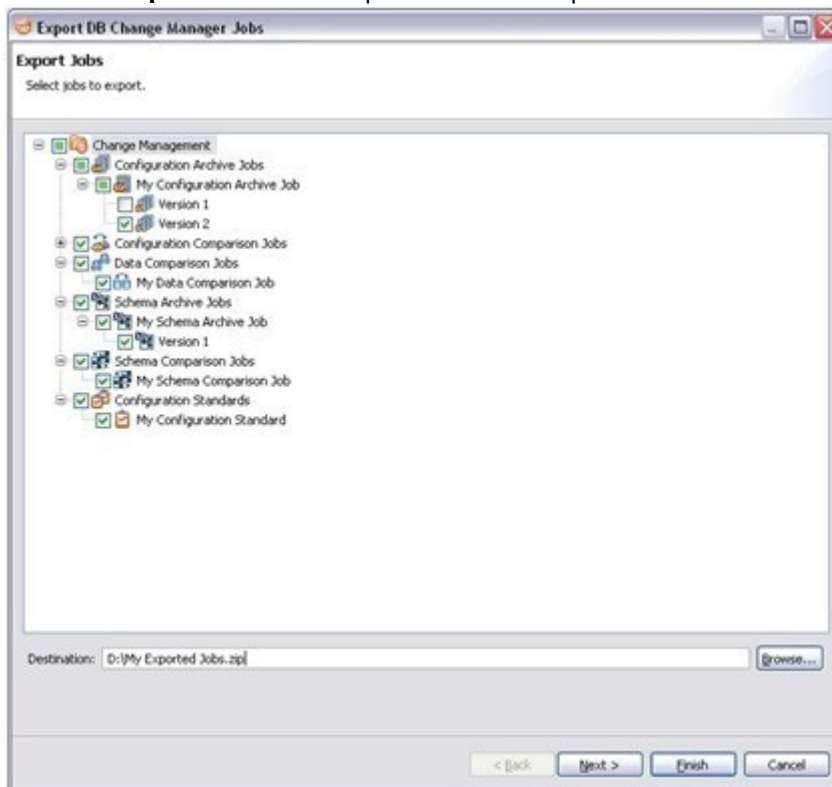 Export DB Change Manager Jobs
Export Jobs
Select jobs to export.
Change Management
Configuration Archive Jobs
My Configuration Archive Job
Version 1
Version 2
Configuration Comparison Jobs
Data Comparison Jobs
My Data Comparison Job
Schema Archive Jobs
My Schema Archive Job
Version 1
Schema Comparison Jobs
My Schema Comparison Job
Configuration Standards
My Configuration Standard
Destination: D:\My Exported Jobs.zip Browse...
< Back Next > Finish Cancel